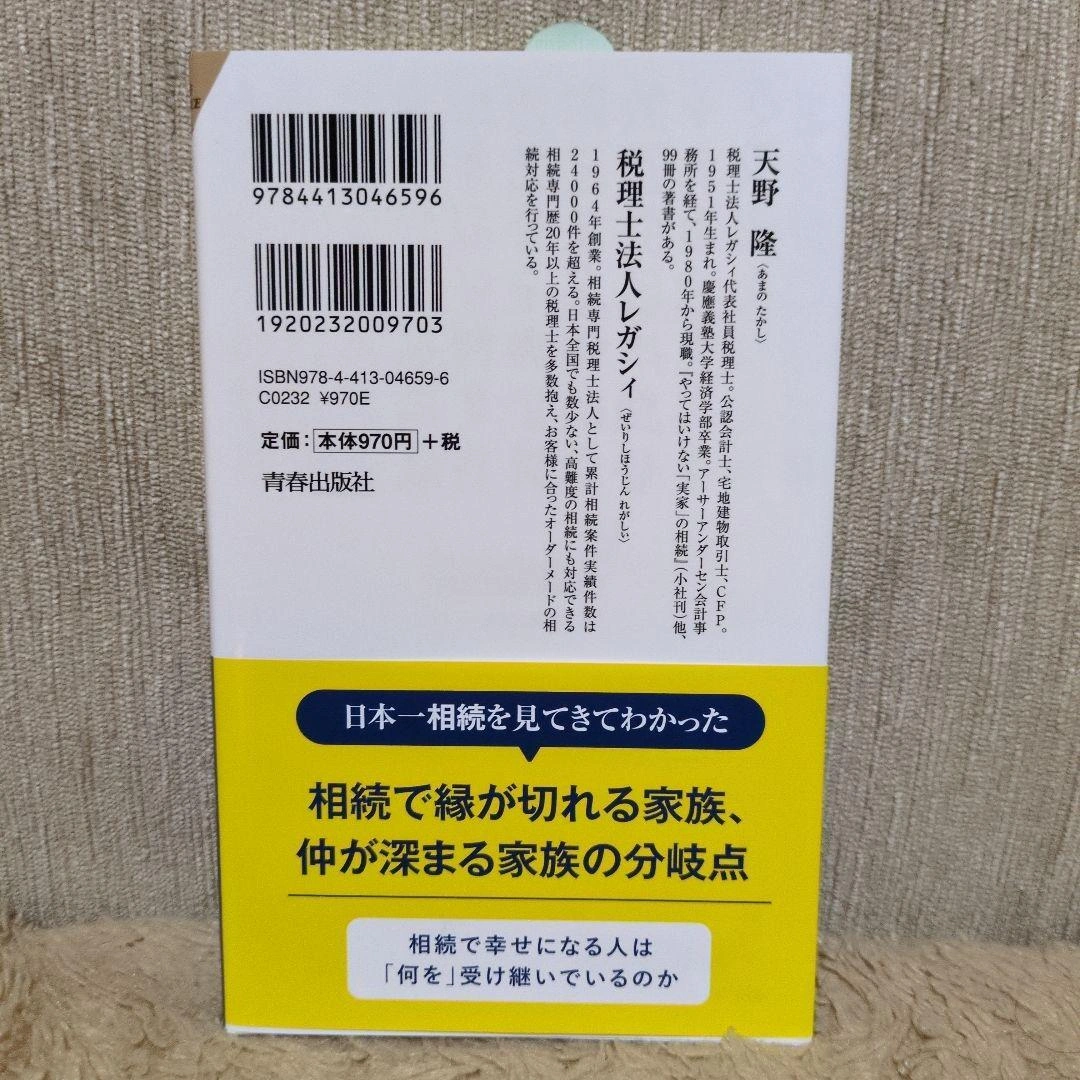 天野 隆〈あまの たかし〉
税理士法人レガシィ代表社員税理士。公認会計士、宅地建物取引士、CFP。
1951年生まれ。慶應義塾大学経済学部卒業。アーサーアンダーセン会計事
務所を経て、1980年から現職。『やってはいけない「実家」の相続』(小社刊)他、
99冊の著書がある。
税理士法人レガシィ〈ぜいりしほうじん れがしぃ〉
1964年創業。相続専門税理士法人として累計相続案件実績件数は
24000件を超える。日本全国でも数少ない、高難度の相続にも対応できる
相続専門歴20年以上の税理士を多数抱え、お客様に合ったオーダーメードの相
続対応を行っている。
9784413046596
1920232009703
ISBN978-4-413-04659-6
C0232 ¥970E
定価:本体970円+税
青春出版社
日本一相続を見てきてわかった
相続で縁が切れる家族、
仲が深まる家族の分岐点
相続で幸せになる人は
「何を」受け継いでいるのか